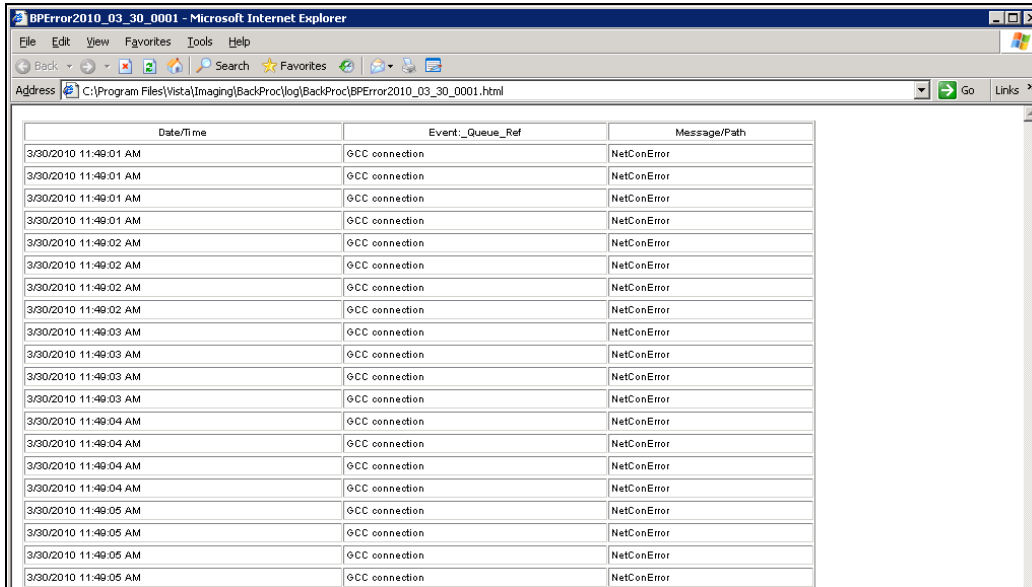 BPError2010_03_30_0001 - Microsoft Internet Explorer
File Edit View Favorites Tools Help
Back Search Favorites
Address C:\Program Files\Vista\Imaging\BackProc\log\BackProc\BPError2010_03_30_0001.html Go Links »
Date/Time Event:_Queue_Ref Message/Path
3/30/2010 11:49:01 AM GCC connection NetConError
3/30/2010 11:49:01 AM GCC connection NetConError
3/30/2010 11:49:01 AM GCC connection NetConError
3/30/2010 11:49:01 AM GCC connection NetConError
3/30/2010 11:49:02 AM GCC connection NetConError
3/30/2010 11:49:02 AM GCC connection NetConError
3/30/2010 11:49:02 AM GCC connection NetConError
3/30/2010 11:49:02 AM GCC connection NetConError
3/30/2010 11:49:03 AM GCC connection NetConError
3/30/2010 11:49:03 AM GCC connection NetConError
3/30/2010 11:49:03 AM GCC connection NetConError
3/30/2010 11:49:03 AM GCC connection NetConError
3/30/2010 11:49:04 AM GCC connection NetConError
3/30/2010 11:49:04 AM GCC connection NetConError
3/30/2010 11:49:04 AM GCC connection NetConError
3/30/2010 11:49:04 AM GCC connection NetConError
3/30/2010 11:49:05 AM GCC connection NetConError
3/30/2010 11:49:05 AM GCC connection NetConError
3/30/2010 11:49:05 AM GCC connection NetConError
3/30/2010 11:49:05 AM GCC connection NetConError